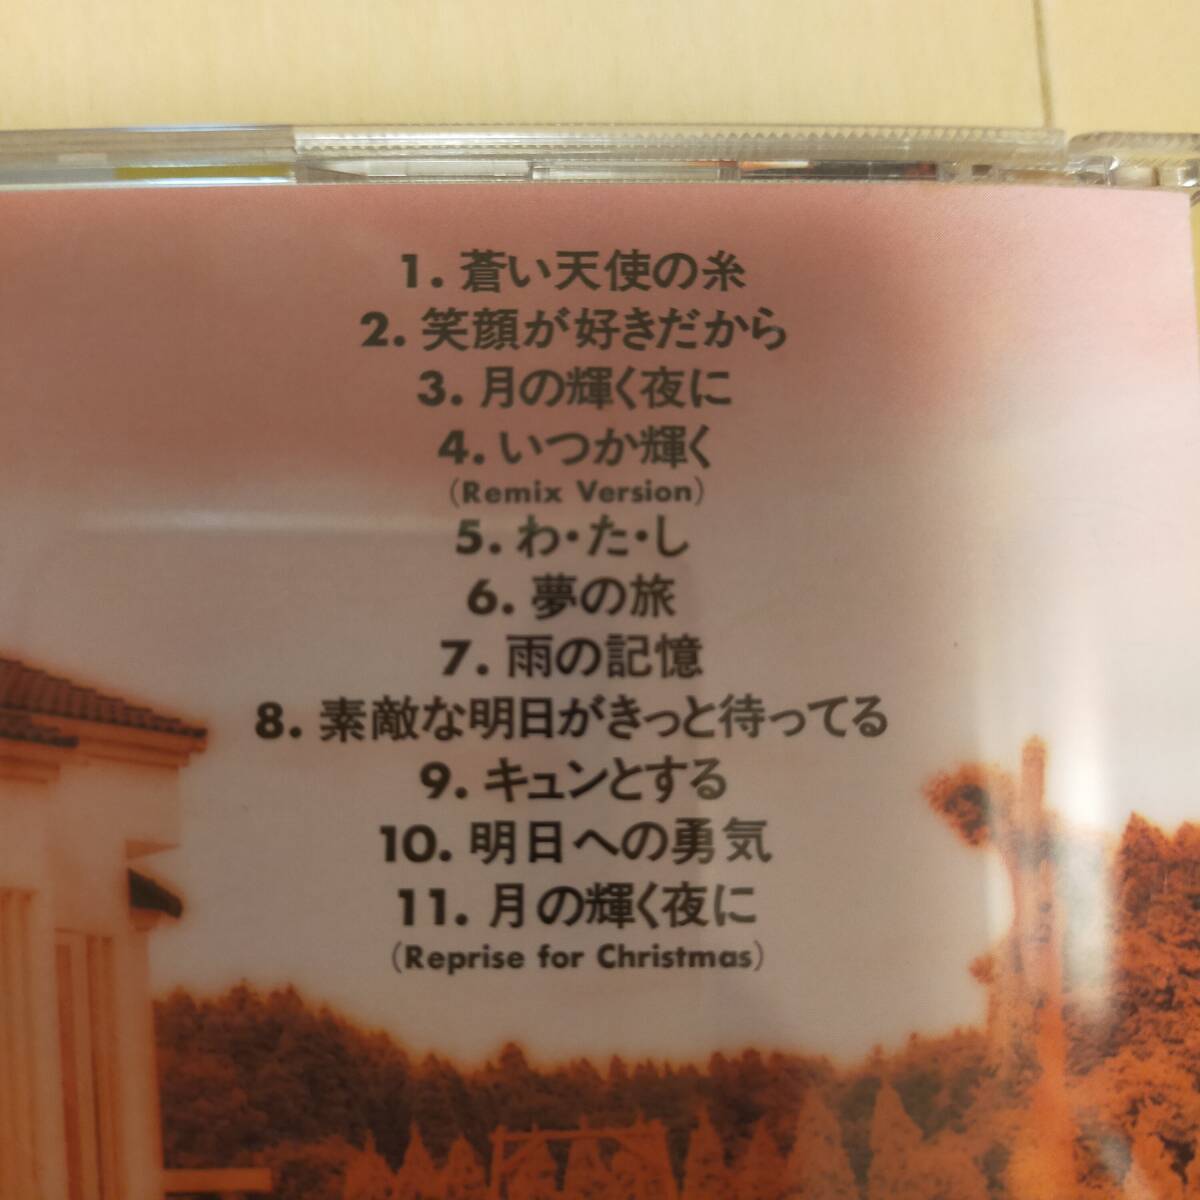 1. 蒼い天使の糸
2. 笑顔が好きだから
3. 月の輝く夜に
4. いつか輝く
(Remix Version)
5. わ・た・し
6. 夢の旅
7. 雨の記憶
8. 素敵な明日がきっと待ってる
9. キュンとする
10. 明日への勇気
11. 月の輝く夜に
(Reprise for Christmas)